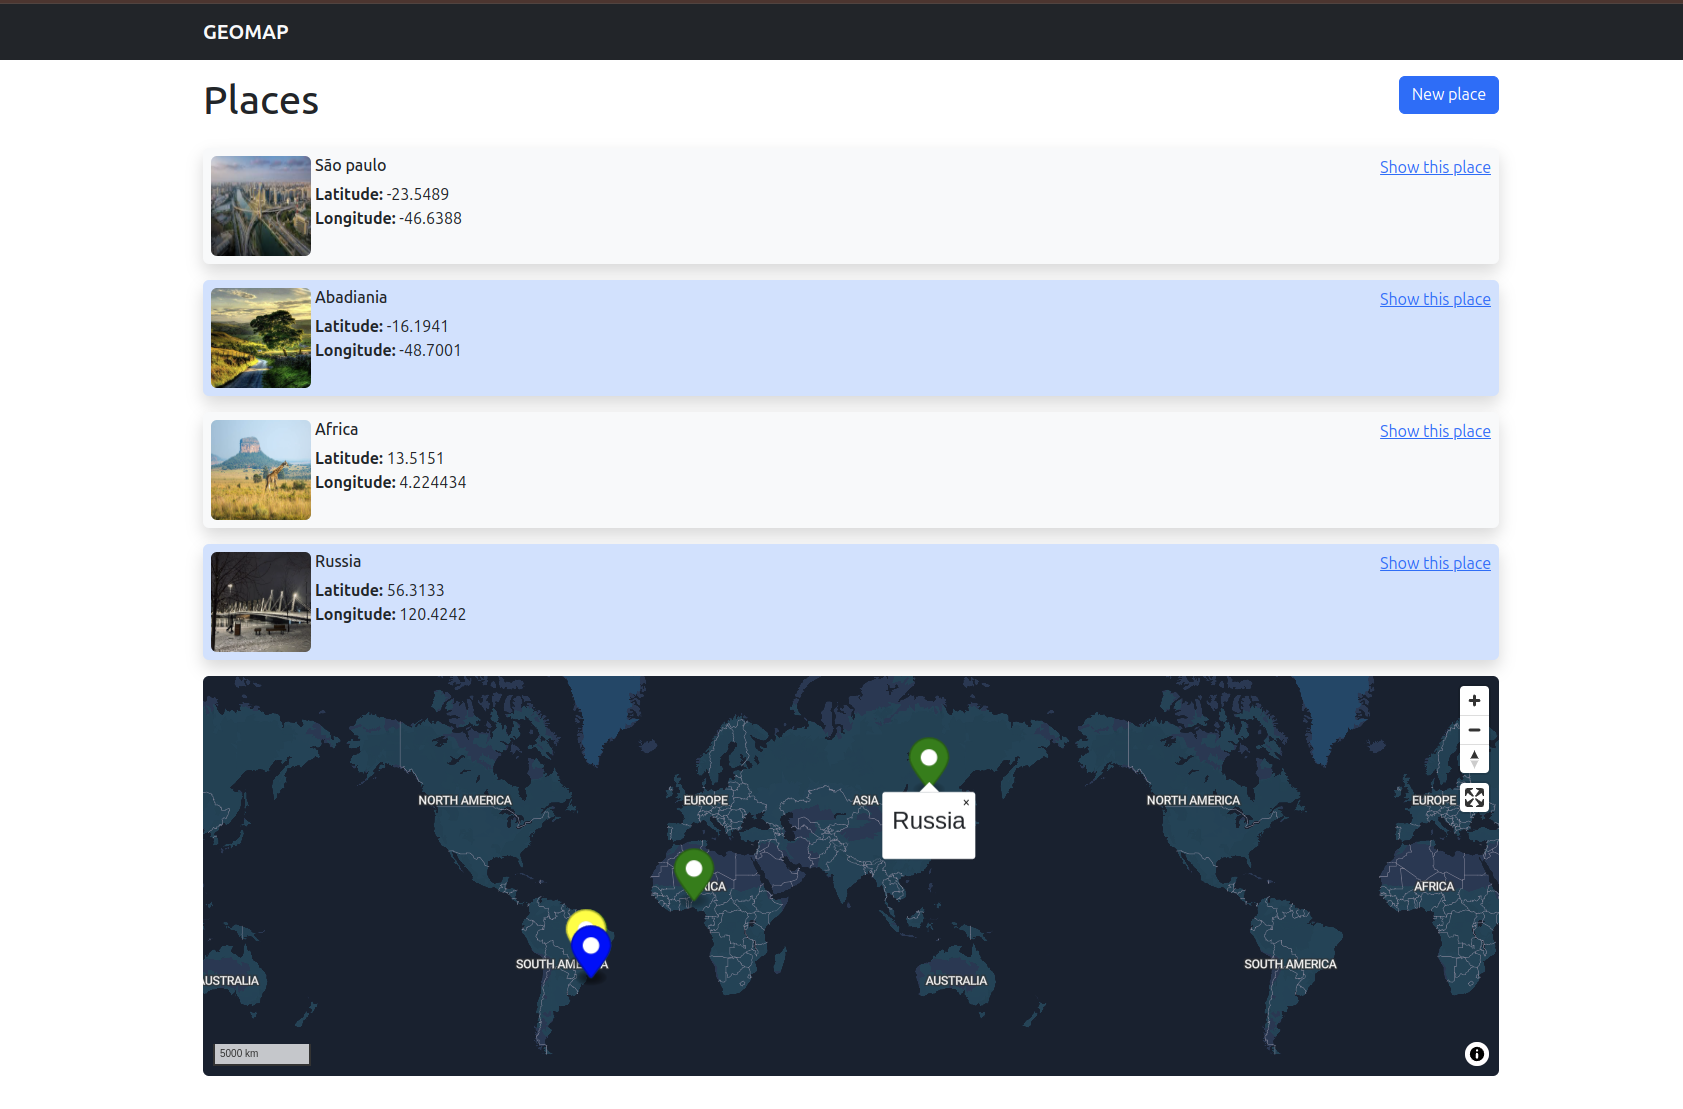 GEOMAP
Places
New place
São paulo
Show this place
Latitude: -23.5489
Longitude: -46.6388
Abadiania
Show this place
Latitude: -16.1941
Longitude: -48.7001
Africa
Show this place
Latitude: 13.5151
Longitude: 4.224434
Russia
Show this place
Latitude: 56.3133
Longitude: 120.4242
NORTH AMERICA
EUROPE
ASIA
NORTH AMERICA
EUROPE
×
Russia
ICA
AFRICA
SOUTH AM A
SOUTH AMERICA
USTRALIA
AUSTRALIA
5000 km